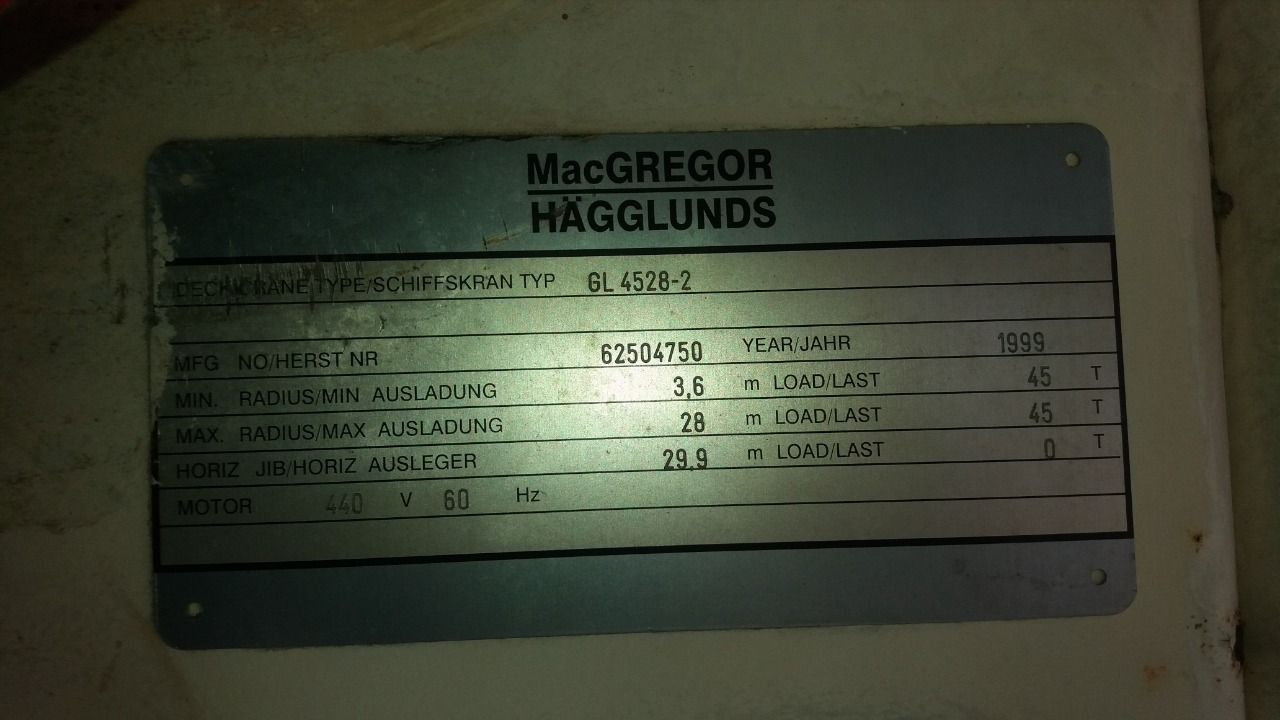 MacGREGOR
HÄGGLUNDS
DECK CRANE TYPE/SCHIFFSKRAN TYP GL 4528-2
MFG NO/HERST NR 62504750 YEAR/JAHR 1999
MIN. RADIUS/MIN AUSLADUNG 3,6 m LOAD/LAST 45 T
MAX. RADIUS/MAX AUSLADUNG 28 m LOAD/LAST 45 T
HORIZ JIB/HORIZ AUSLEGER 29,9 m LOAD/LAST 0 T
MOTOR 440 V 60 Hz